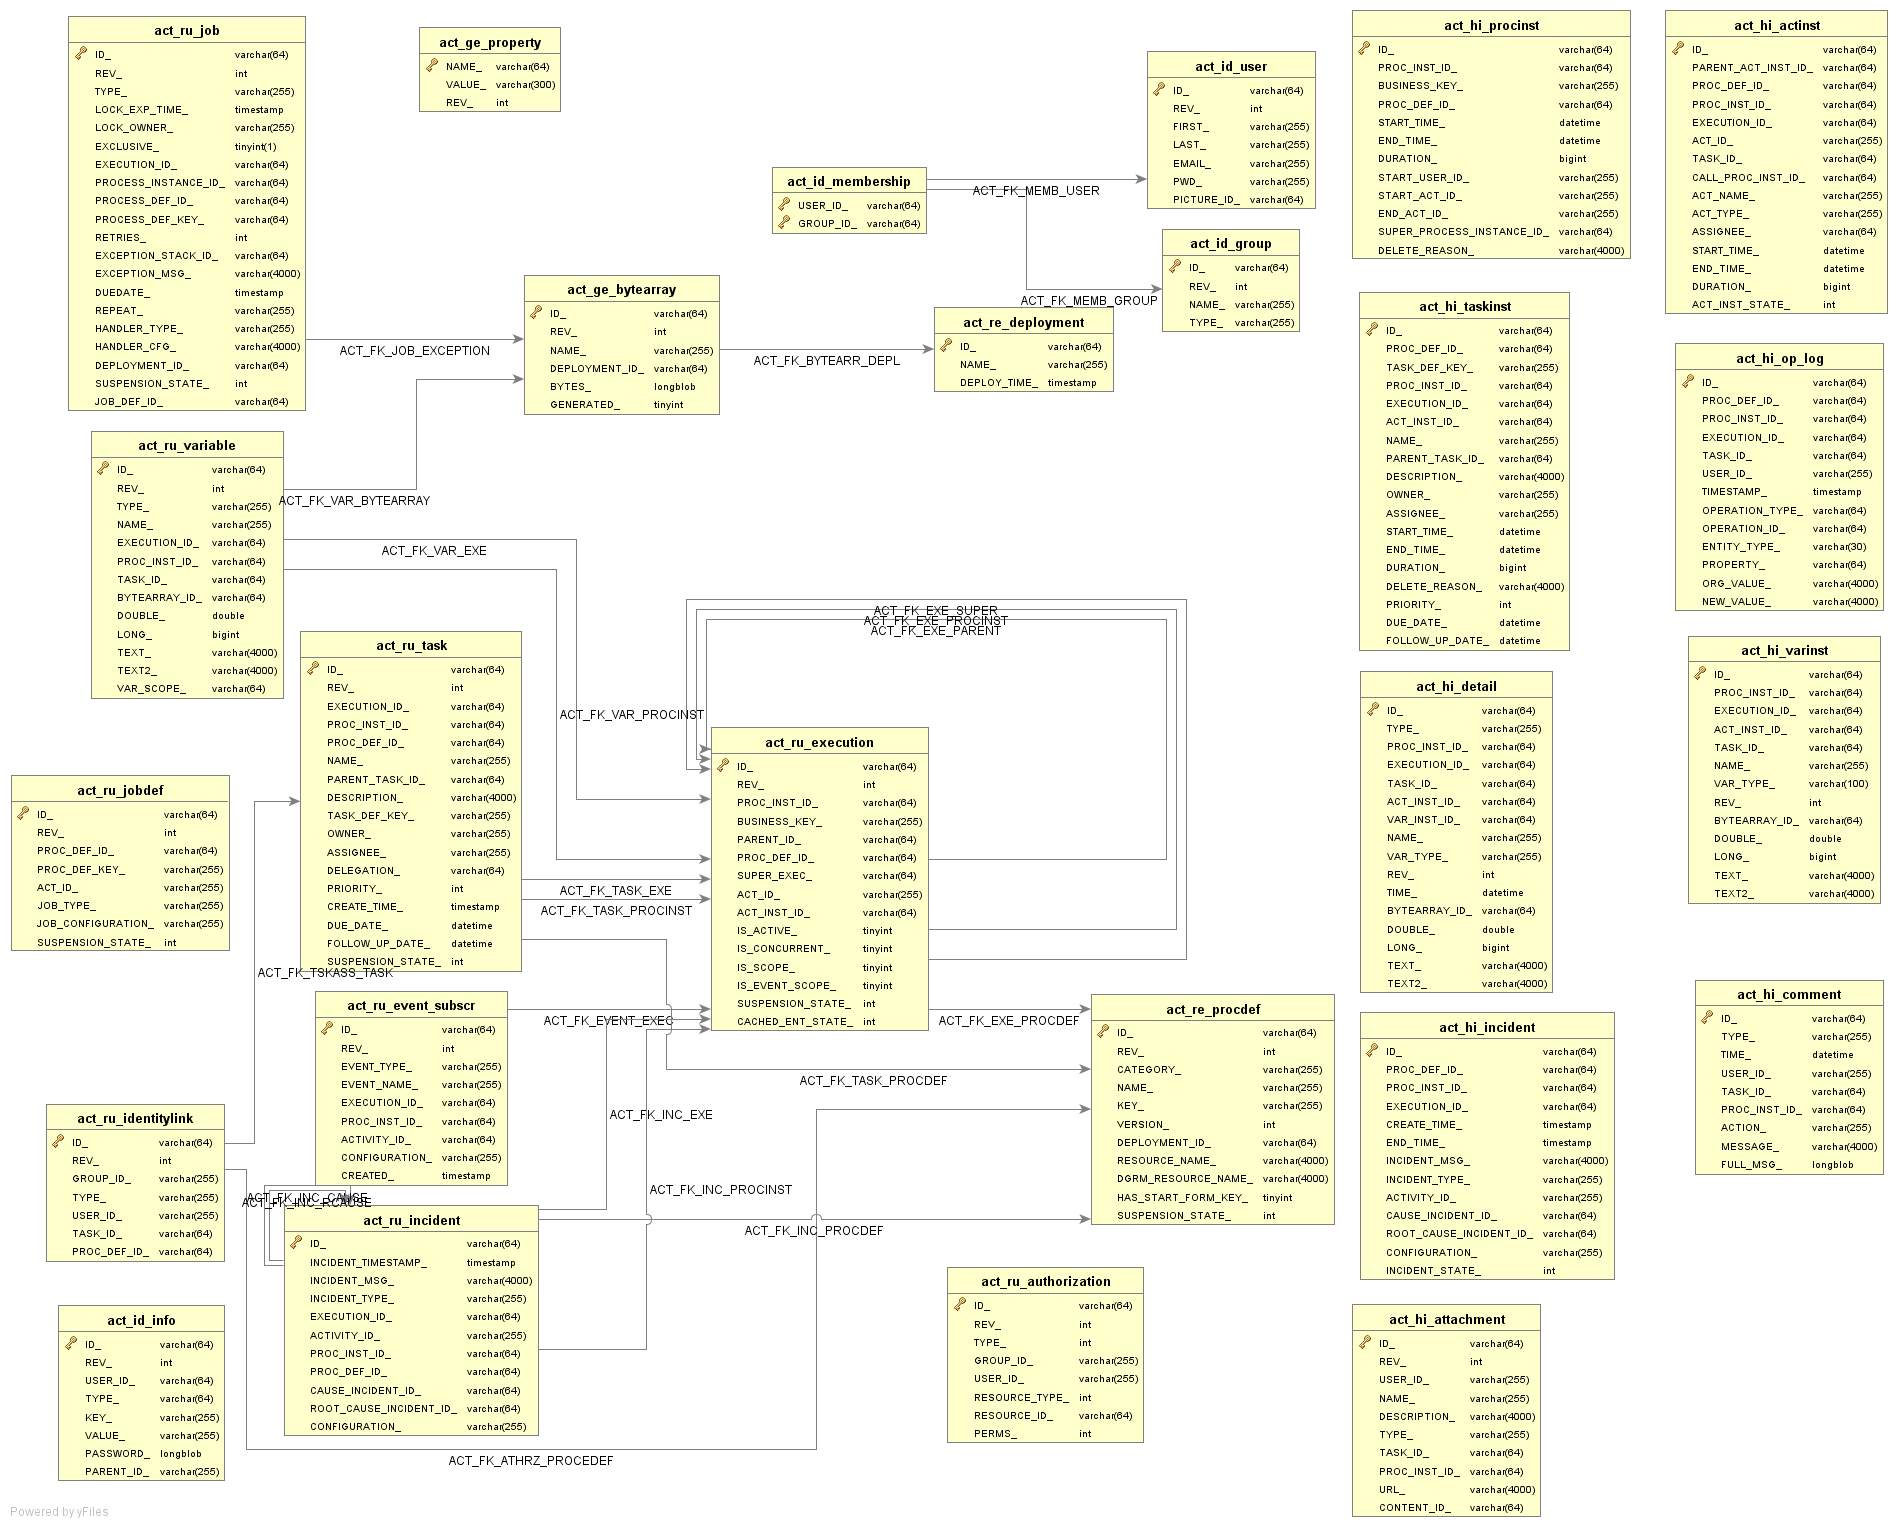 act_ru_job
ID_ varchar(64)
REV_ int
TYPE_ varchar(255)
LOCK_EXP_TIME_ timestamp
LOCK_OWNER_ varchar(255)
EXCLUSIVE_ tinyint(1)
EXECUTION_ID_ varchar(64)
PROCESS_INSTANCE_ID_ varchar(64)
PROCESS_DEF_ID_ varchar(64)
PROCESS_DEF_KEY_ varchar(64)
RETRIES_ int
EXCEPTION_STACK_ID_ varchar(64)
EXCEPTION_MSG_ varchar(4000)
DUEDATE_ timestamp
REPEAT_ varchar(255)
HANDLER_TYPE_ varchar(255)
HANDLER_CFG_ varchar(4000)
DEPLOYMENT_ID_ varchar(64)
SUSPENSION_STATE_ int
JOB_DEF_ID_ varchar(64)
act_ge_property
NAME_ varchar(64)
VALUE_ varchar(300)
REV_ int
act_id_membership
USER_ID_ varchar(64)
GROUP_ID_ varchar(64)
ACT_FK_MEMB_USER
ACT_FK_MEMB_GROUP
act_id_user
ID_ varchar(64)
REV_ int
FIRST_ varchar(255)
LAST_ varchar(255)
EMAIL_ varchar(255)
PWD_ varchar(255)
PICTURE_ID_ varchar(64)
act_id_group
ID_ varchar(64)
REV_ int
NAME_ varchar(255)
TYPE_ varchar(255)
act_ge_bytearray
ID_ varchar(64)
REV_ int
NAME_ varchar(255)
DEPLOYMENT_ID_ varchar(64)
BYTES_ longblob
GENERATED_ tinyint
ACT_FK_JOB_EXCEPTION
ACT_FK_BYTEARR_DEPL
act_re_deployment
ID_ varchar(64)
NAME_ varchar(255)
DEPLOY_TIME_ timestamp
act_ru_variable
ID_ varchar(64)
REV_ int
TYPE_ varchar(255)
NAME_ varchar(255)
EXECUTION_ID_ varchar(64)
PROC_INST_ID_ varchar(64)
TASK_ID_ varchar(64)
BYTEARRAY_ID_ varchar(64)
DOUBLE_ double
LONG_ bigint
TEXT_ varchar(4000)
TEXT2_ varchar(4000)
VAR_SCOPE_ varchar(64)
ACT_FK_VAR_BYTEARRAY
ACT_FK_VAR_EXE
ACT_FK_VAR_PROCINST
act_ru_task
ID_ varchar(64)
REV_ int
EXECUTION_ID_ varchar(64)
PROC_INST_ID_ varchar(64)
PROC_DEF_ID_ varchar(64)
NAME_ varchar(255)
PARENT_TASK_ID_ varchar(64)
DESCRIPTION_ varchar(4000)
TASK_DEF_KEY_ varchar(255)
OWNER_ varchar(255)
ASSIGNEE_ varchar(255)
DELEGATION_ varchar(64)
PRIORITY_ int
CREATE_TIME_ timestamp
DUE_DATE_ datetime
FOLLOW_UP_DATE_ datetime
SUSPENSION_STATE_ int
ACT_FK_EXE_SUPER
ACT_FK_EXE_PROCINST
ACT_FK_EXE_PARENT
act_ru_execution
ID_ varchar(64)
REV_ int
PROC_INST_ID_ varchar(64)
BUSINESS_KEY_ varchar(255)
PARENT_ID_ varchar(64)
PROC_DEF_ID_ varchar(64)
SUPER_EXEC_ varchar(64)
ACT_ID_ varchar(255)
ACT_INST_ID_ varchar(64)
IS_ACTIVE_ tinyint
IS_CONCURRENT_ tinyint
IS_SCOPE_ tinyint
IS_EVENT_SCOPE_ tinyint
SUSPENSION_STATE_ int
CACHED_ENT_STATE_ int
ACT_FK_TASK_EXE
ACT_FK_TASK_PROCINST
act_ru_jobdef
ID_ varchar(64)
REV_ int
PROC_DEF_ID_ varchar(64)
PROC_DEF_KEY_ varchar(255)
ACT_ID_ varchar(255)
JOB_TYPE_ varchar(255)
JOB_CONFIGURATION_ varchar(255)
SUSPENSION_STATE_ int
ACT_FK_TSKASS_TASK
act_ru_event_subscr
ID_ varchar(64)
REV_ int
EVENT_TYPE_ varchar(255)
EVENT_NAME_ varchar(255)
EXECUTION_ID_ varchar(64)
PROC_INST_ID_ varchar(64)
ACTIVITY_ID_ varchar(64)
CONFIGURATION_ varchar(255)
CREATED_ timestamp
ACT_FK_EVENT_EXEC
ACT_FK_EXE_PROCDEF
ACT_FK_TASK_PROCDEF
ACT_FK_INC_EXE
ACT_FK_INC_PROCINST
ACT_FK_INC_PROCDEF
act_re_procdef
ID_ varchar(64)
REV_ int
CATEGORY_ varchar(255)
NAME_ varchar(255)
KEY_ varchar(255)
VERSION_ int
DEPLOYMENT_ID_ varchar(64)
RESOURCE_NAME_ varchar(4000)
DGRM_RESOURCE_NAME_ varchar(4000)
HAS_START_FORM_KEY_ tinyint
SUSPENSION_STATE_ int
act_ru_identitylink
ID_ varchar(64)
REV_ int
GROUP_ID_ varchar(255)
TYPE_ varchar(255)
USER_ID_ varchar(255)
TASK_ID_ varchar(64)
PROC_DEF_ID_ varchar(64)
ACT_FK_INC_CAUSE
ACT_FK_INC_RCAUSE
act_ru_incident
ID_ varchar(64)
INCIDENT_TIMESTAMP_ timestamp
INCIDENT_MSG_ varchar(4000)
INCIDENT_TYPE_ varchar(255)
EXECUTION_ID_ varchar(64)
ACTIVITY_ID_ varchar(255)
PROC_INST_ID_ varchar(64)
PROC_DEF_ID_ varchar(64)
CAUSE_INCIDENT_ID_ varchar(64)
ROOT_CAUSE_INCIDENT_ID_ varchar(64)
CONFIGURATION_ varchar(255)
act_id_info
ID_ varchar(64)
REV_ int
USER_ID_ varchar(64)
TYPE_ varchar(64)
KEY_ varchar(255)
VALUE_ varchar(255)
PASSWORD_ longblob
PARENT_ID_ varchar(255)
ACT_FK_ATHRZ_PROCEDEF
act_ru_authorization
ID_ varchar(64)
REV_ int
TYPE_ int
GROUP_ID_ varchar(255)
USER_ID_ varchar(255)
RESOURCE_TYPE_ int
RESOURCE_ID_ varchar(64)
PERMS_ int
act_hi_procinst
ID_ varchar(64)
PROC_INST_ID_ varchar(64)
BUSINESS_KEY_ varchar(255)
PROC_DEF_ID_ varchar(64)
START_TIME_ datetime
END_TIME_ datetime
DURATION_ bigint
START_USER_ID_ varchar(255)
START_ACT_ID_ varchar(255)
END_ACT_ID_ varchar(255)
SUPER_PROCESS_INSTANCE_ID_ varchar(64)
DELETE_REASON_ varchar(4000)
act_hi_taskinst
ID_ varchar(64)
PROC_DEF_ID_ varchar(64)
TASK_DEF_KEY_ varchar(255)
PROC_INST_ID_ varchar(64)
EXECUTION_ID_ varchar(64)
ACT_INST_ID_ varchar(64)
NAME_ varchar(255)
PARENT_TASK_ID_ varchar(64)
DESCRIPTION_ varchar(4000)
OWNER_ varchar(255)
ASSIGNEE_ varchar(255)
START_TIME_ datetime
END_TIME_ datetime
DURATION_ bigint
DELETE_REASON_ varchar(4000)
PRIORITY_ int
DUE_DATE_ datetime
FOLLOW_UP_DATE_ datetime
act_hi_detail
ID_ varchar(64)
TYPE_ varchar(255)
PROC_INST_ID_ varchar(64)
EXECUTION_ID_ varchar(64)
TASK_ID_ varchar(64)
ACT_INST_ID_ varchar(64)
VAR_INST_ID_ varchar(64)
NAME_ varchar(255)
VAR_TYPE_ varchar(255)
REV_ int
TIME_ datetime
BYTEARRAY_ID_ varchar(64)
DOUBLE_ double
LONG_ bigint
TEXT_ varchar(4000)
TEXT2_ varchar(4000)
act_hi_incident
ID_ varchar(64)
PROC_DEF_ID_ varchar(64)
PROC_INST_ID_ varchar(64)
EXECUTION_ID_ varchar(64)
CREATE_TIME_ timestamp
END_TIME_ timestamp
INCIDENT_MSG_ varchar(4000)
INCIDENT_TYPE_ varchar(255)
ACTIVITY_ID_ varchar(255)
CAUSE_INCIDENT_ID_ varchar(64)
ROOT_CAUSE_INCIDENT_ID_ varchar(64)
CONFIGURATION_ varchar(255)
INCIDENT_STATE_ int
act_hi_attachment
ID_ varchar(64)
REV_ int
USER_ID_ varchar(255)
NAME_ varchar(255)
DESCRIPTION_ varchar(4000)
TYPE_ varchar(255)
TASK_ID_ varchar(64)
PROC_INST_ID_ varchar(64)
URL_ varchar(4000)
CONTENT_ID_ varchar(64)
act_hi_actinst
ID_ varchar(64)
PARENT_ACT_INST_ID_ varchar(64)
PROC_DEF_ID_ varchar(64)
PROC_INST_ID_ varchar(64)
EXECUTION_ID_ varchar(64)
ACT_ID_ varchar(255)
TASK_ID_ varchar(64)
CALL_PROC_INST_ID_ varchar(64)
ACT_NAME_ varchar(255)
ACT_TYPE_ varchar(255)
ASSIGNEE_ varchar(64)
START_TIME_ datetime
END_TIME_ datetime
DURATION_ bigint
ACT_INST_STATE_ int
act_hi_op_log
ID_ varchar(64)
PROC_DEF_ID_ varchar(64)
PROC_INST_ID_ varchar(64)
EXECUTION_ID_ varchar(64)
TASK_ID_ varchar(64)
USER_ID_ varchar(255)
TIMESTAMP_ timestamp
OPERATION_TYPE_ varchar(64)
OPERATION_ID_ varchar(64)
ENTITY_TYPE_ varchar(30)
PROPERTY_ varchar(64)
ORG_VALUE_ varchar(4000)
NEW_VALUE_ varchar(4000)
act_hi_varinst
ID_ varchar(64)
PROC_INST_ID_ varchar(64)
EXECUTION_ID_ varchar(64)
ACT_INST_ID_ varchar(64)
TASK_ID_ varchar(64)
NAME_ varchar(255)
VAR_TYPE_ varchar(100)
REV_ int
BYTEARRAY_ID_ varchar(64)
DOUBLE_ double
LONG_ bigint
TEXT_ varchar(4000)
TEXT2_ varchar(4000)
act_hi_comment
ID_ varchar(64)
TYPE_ varchar(255)
TIME_ datetime
USER_ID_ varchar(255)
TASK_ID_ varchar(64)
PROC_INST_ID_ varchar(64)
ACTION_ varchar(255)
MESSAGE_ varchar(4000)
FULL_MSG_ longblob
Powered by yFiles